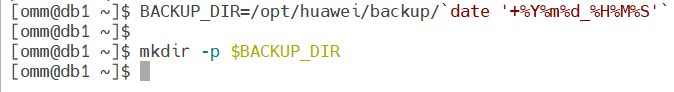 [omm@db1 ~]$ BACKUP_DIR=/opt/huawei/backup/`date '+%Y%m%d_%H%M%S'`
[omm@db1 ~]$
[omm@db1 ~]$ mkdir -p $BACKUP_DIR
[omm@db1 ~]$